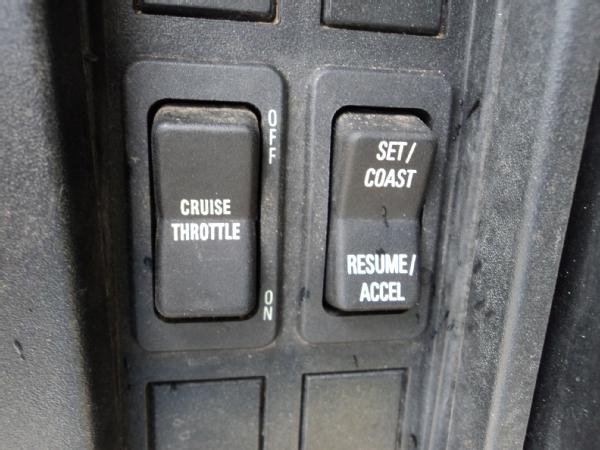 OFF
CRUISE
THROTTLE
ON
SET/
COAST
RESUME/
ACCEL